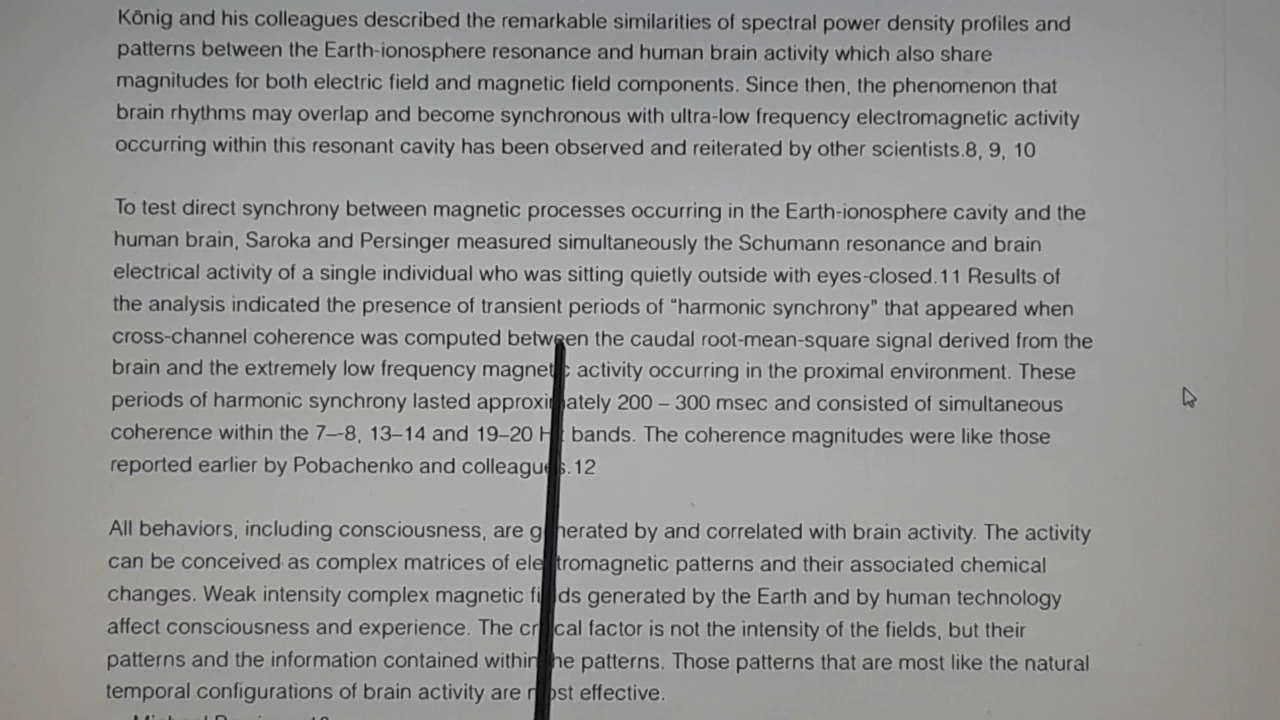 König and his colleagues described the remarkable similarities of spectral power density profiles and
patterns between the Earth-ionosphere resonance and human brain activity which also share
magnitudes for both electric field and magnetic field components. Since then, the phenomenon that
brain rhythms may overlap and become synchronous with ultra-low frequency electromagnetic activity
occurring within this resonant cavity has been observed and reiterated by other scientists.8, 9, 10
To test direct synchrony between magnetic processes occurring in the Earth-ionosphere cavity and the
human brain, Saroka and Persinger measured simultaneously the Schumann resonance and brain
electrical activity of a single individual who was sitting quietly outside with eyes-closed.11 Results of
the analysis indicated the presence of transient periods of “harmonic synchrony” that appeared when
cross-channel coherence was computed between the caudal root-mean-square signal derived from the
brain and the extremely low frequency magnetic activity occurring in the proximal environment. These
periods of harmonic synchrony lasted approximately 200 – 300 msec and consisted of simultaneous
coherence within the 7–-8, 13–14 and 19–20 Hz bands. The coherence magnitudes were like those
reported earlier by Pobachenko and colleagues.12
All behaviors, including consciousness, are generated by and correlated with brain activity. The activity
can be conceived as complex matrices of electromagnetic patterns and their associated chemical
changes. Weak intensity complex magnetic fields generated by the Earth and by human technology
affect consciousness and experience. The critical factor is not the intensity of the fields, but their
patterns and the information contained within the patterns. Those patterns that are most like the natural
temporal configurations of brain activity are most effective.